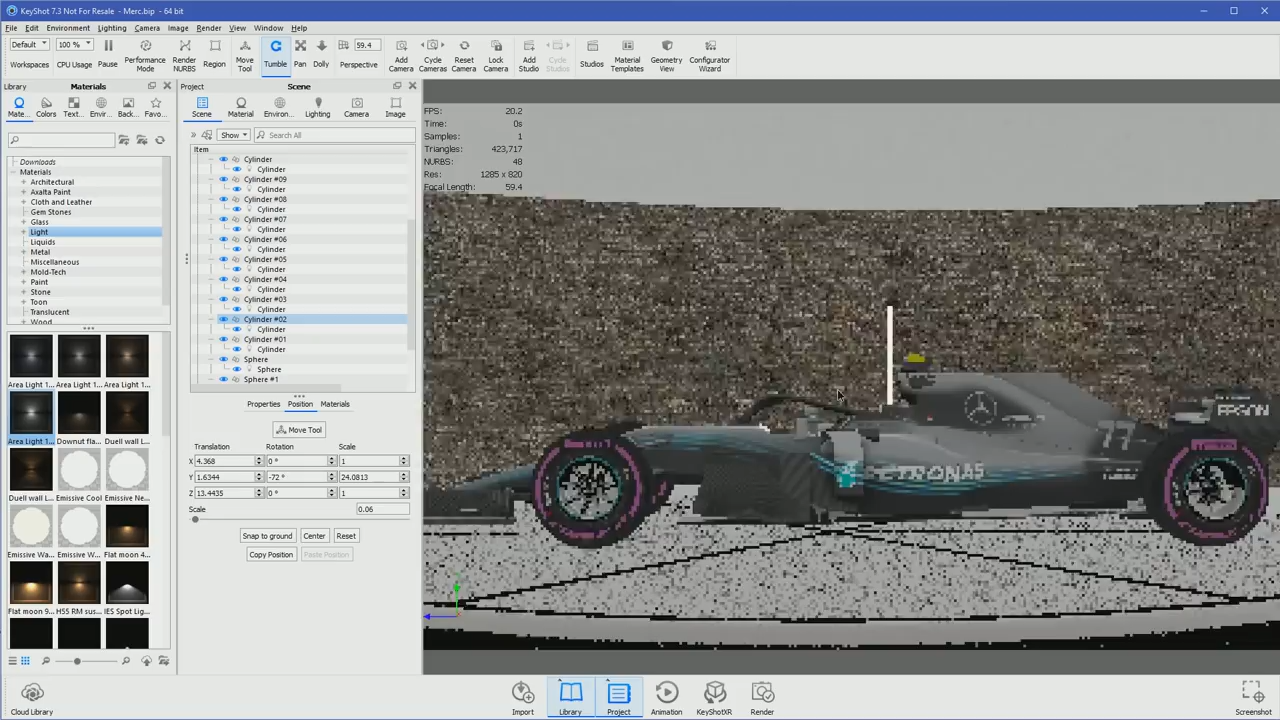 KeyShot 7.3 Not For Resale - Merc.bip - 64 bit
File Edit Environment Lighting Camera Image Render View Window Help
Default 100 % 59.4
Workspaces CPU Usage Pause Performance Mode Render NURBS Region Move Tool Tumble Pan Dolly Perspective Add Camera Cycle Cameras Reset Camera Lock Camera Add Studio Cycle Studios Studios Material Templates Geometry View Configurator Wizard
Library Materials
Mate... Colors Text... Envir... Back... Favo...
Downloads
Materials
Architectural
Axalta Paint
Cloth and Leather
Gem Stones
Glass
Light
Liquids
Metal
Miscellaneous
Mold-Tech
Paint
Stone
Toon
Translucent
Wood
Area Light 1... Area Light 1... Area Light 1...
Area Light 1... Downut fla... Duell wall L...
Duell wall L... Emissive Cool Emissive Ne...
Emissive Wa... Emissive W... Flat moon 4...
Flat moon 9... H55 RM sus... IES Spot Lig...
Project Scene
Scene Material Environ... Lighting Camera Image
Show Search All
Item
Cylinder
Cylinder
Cylinder #09
Cylinder
Cylinder #08
Cylinder
Cylinder #07
Cylinder
Cylinder #06
Cylinder
Cylinder #05
Cylinder
Cylinder #04
Cylinder
Cylinder #03
Cylinder
Cylinder #02
Cylinder
Cylinder #01
Cylinder
Sphere
Sphere
Sphere #1
Properties Position Materials
Move Tool
Translation Rotation Scale
X 4.368 0 ° 1
Y 1.6344 -72 ° 24.0813
Z 13.4435 0 ° 1
Scale 0.06
Snap to ground Center Reset
Copy Position Paste Position
FPS: 20.2
Time: 0s
Samples: 1
Triangles: 423,717
NURBS: 48
Res: 1285 x 820
Focal Length: 59.4
EPSON
77
PETRONAS
Cloud Library Import Library Project Animation KeyShotXR Render Screenshot